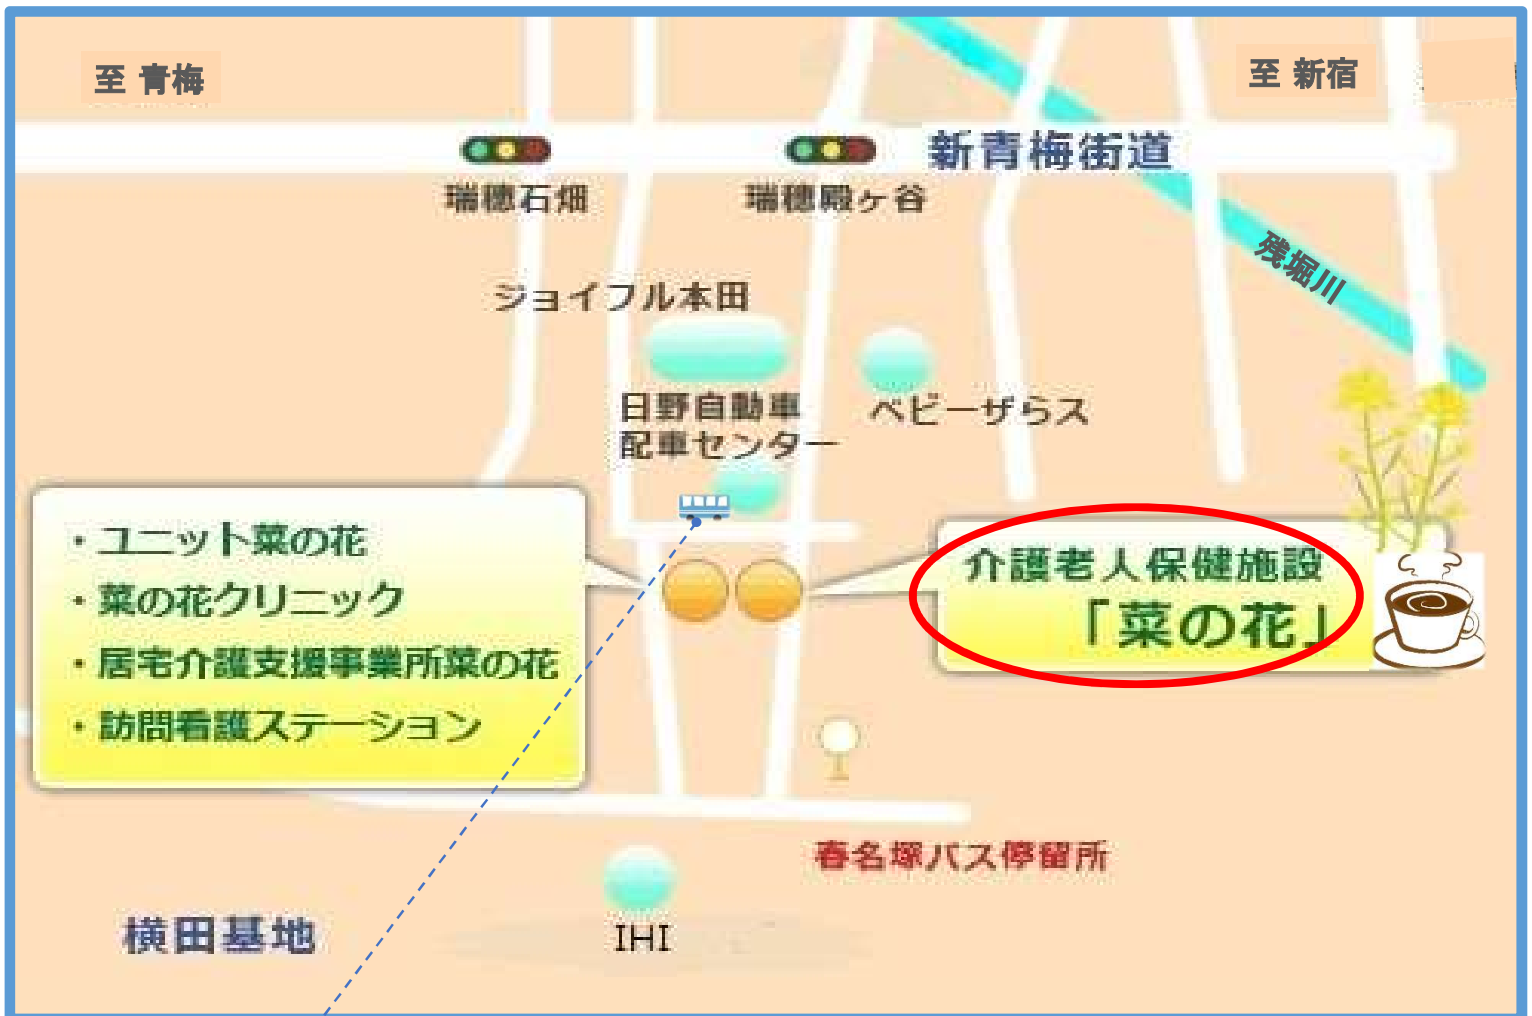 至 青梅
至 新宿
新青梅街道
瑞穂石畑
瑞穂殿ヶ谷
残堀川
ジョイフル本田
日野自動車
配車センター
ベビーザらス
・ユニット菜の花
・菜の花クリニック
・居宅介護支援事業所菜の花
・訪問看護ステーション
介護老人保健施設
「菜の花」
春名塚バス停留所
横田基地
IHI